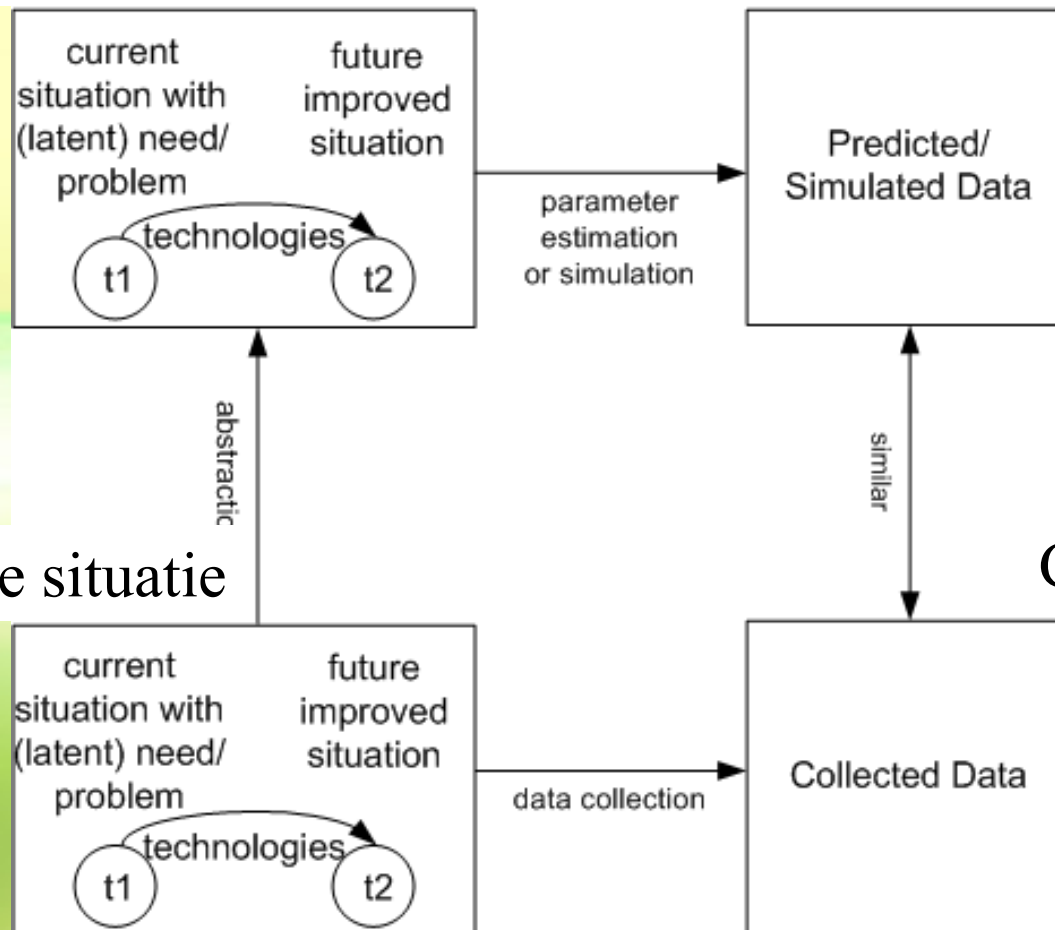 current
situation with
(latent) need/
problem
future
improved
situation
technologies
t1
t2
parameter
estimation
or simulation
Predicted/
Simulated Data
abstractic
similar
e situatie
current
situation with
(latent) need/
problem
future
improved
situation
technologies
t1
t2
data collection
Collected Data